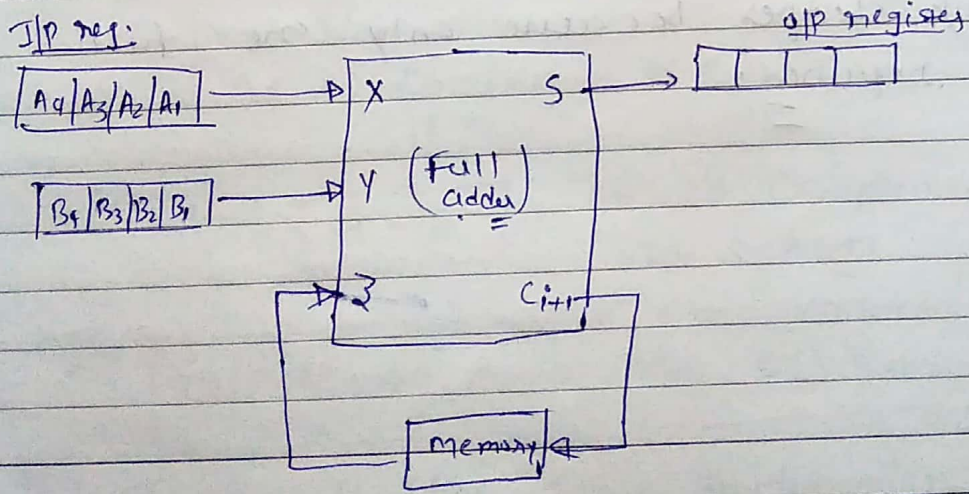 I/P reg:
O/P register
A4 A3 A2 A1
X
S
Y
(Full
adder)
B4 B3 B2 B1
z
Ci+1
memory